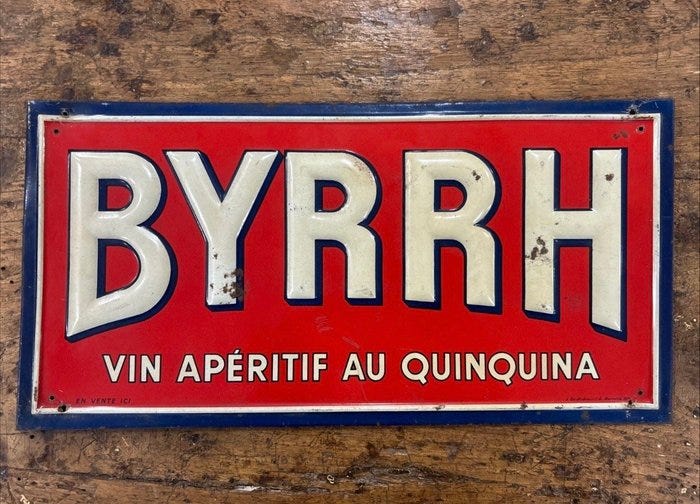 BYRRH
VIN APÉRITIF AU QUINQUINA
EN VENTE ICI